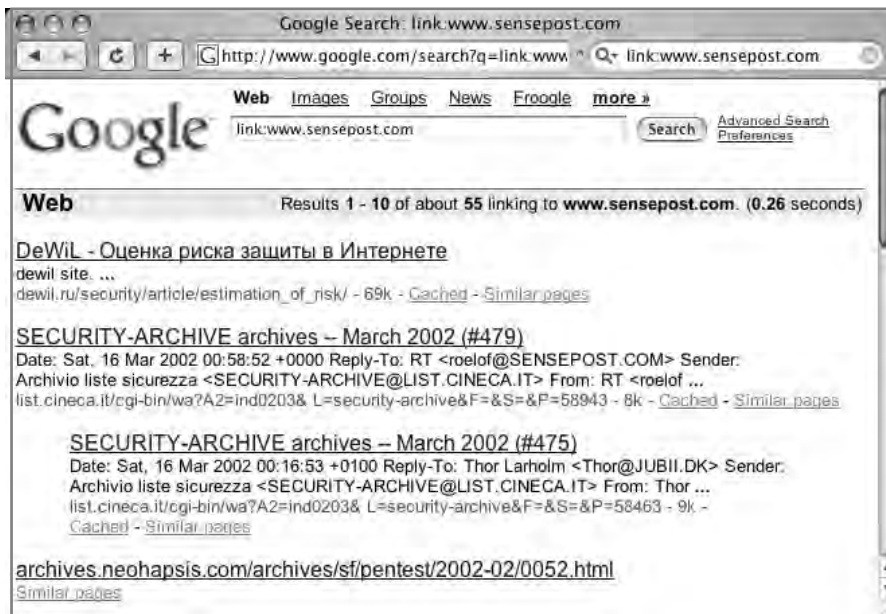 Google Search: link:www.sensepost.com
G http://www.google.com/search?q=link:www
link:www.sensepost.com
Web Images Groups News Froogle more »
Google
link:www.sensepost.com
Search
Advanced Search
Preferences
Web
Results 1 - 10 of about 55 linking to www.sensepost.com. (0.26 seconds)
DeWiL - Оценка риска защиты в Интернете
dewil site. ...
dewil.ru/security/article/estimation_of_risk/ - 69k - Cached - Similar pages
SECURITY-ARCHIVE archives -- March 2002 (#479)
Date: Sat, 16 Mar 2002 00:58:52 +0000 Reply-To: RT <roelof@SENSEPOST.COM> Sender:
Archivio liste sicurezza <SECURITY-ARCHIVE@LIST.CINECA.IT> From: RT <roelof ...
list.cineca.it/cgi-bin/wa?A2=ind0203& L=security-archive&F=&S=&P=58943 - 8k - Cached - Similar pages
SECURITY-ARCHIVE archives -- March 2002 (#475)
Date: Sat, 16 Mar 2002 00:16:53 +0100 Reply-To: Thor Larholm <Thor@JUBII.DK> Sender:
Archivio liste sicurezza <SECURITY-ARCHIVE@LIST.CINECA.IT> From: Thor ...
list.cineca.it/cgi-bin/wa?A2=ind0203& L=security-archive&F=&S=&P=58463 - 9k -
Cached - Similar pages
archives.neohapsis.com/archives/sf/pentest/2002-02/0052.html
Similar pages